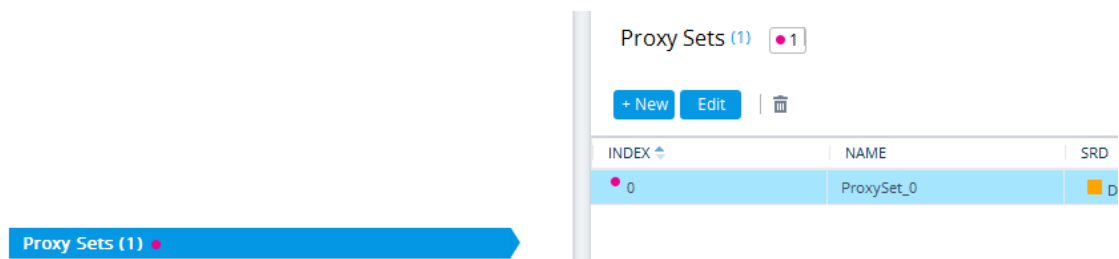 Proxy Sets (1) 1
+ New Edit
INDEX NAME SRD
0 ProxySet_0 D
Proxy Sets (1)